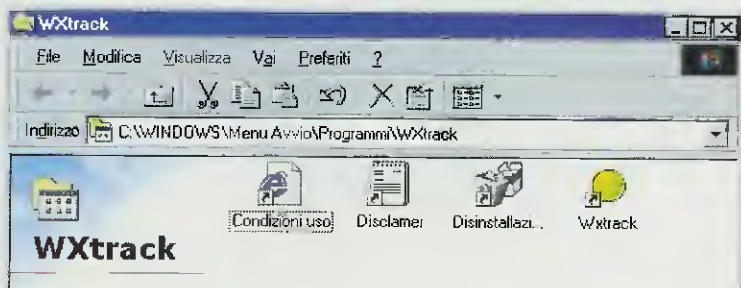 WXtrack
File Modifica Visualizza Vai Preferiti ?
Indirizzo C:\WINDOWS\Menu Avvio\Programmi\WXtrack
Condizioni uso Disclamer Disinstallazi... Wxtrack
WXtrack